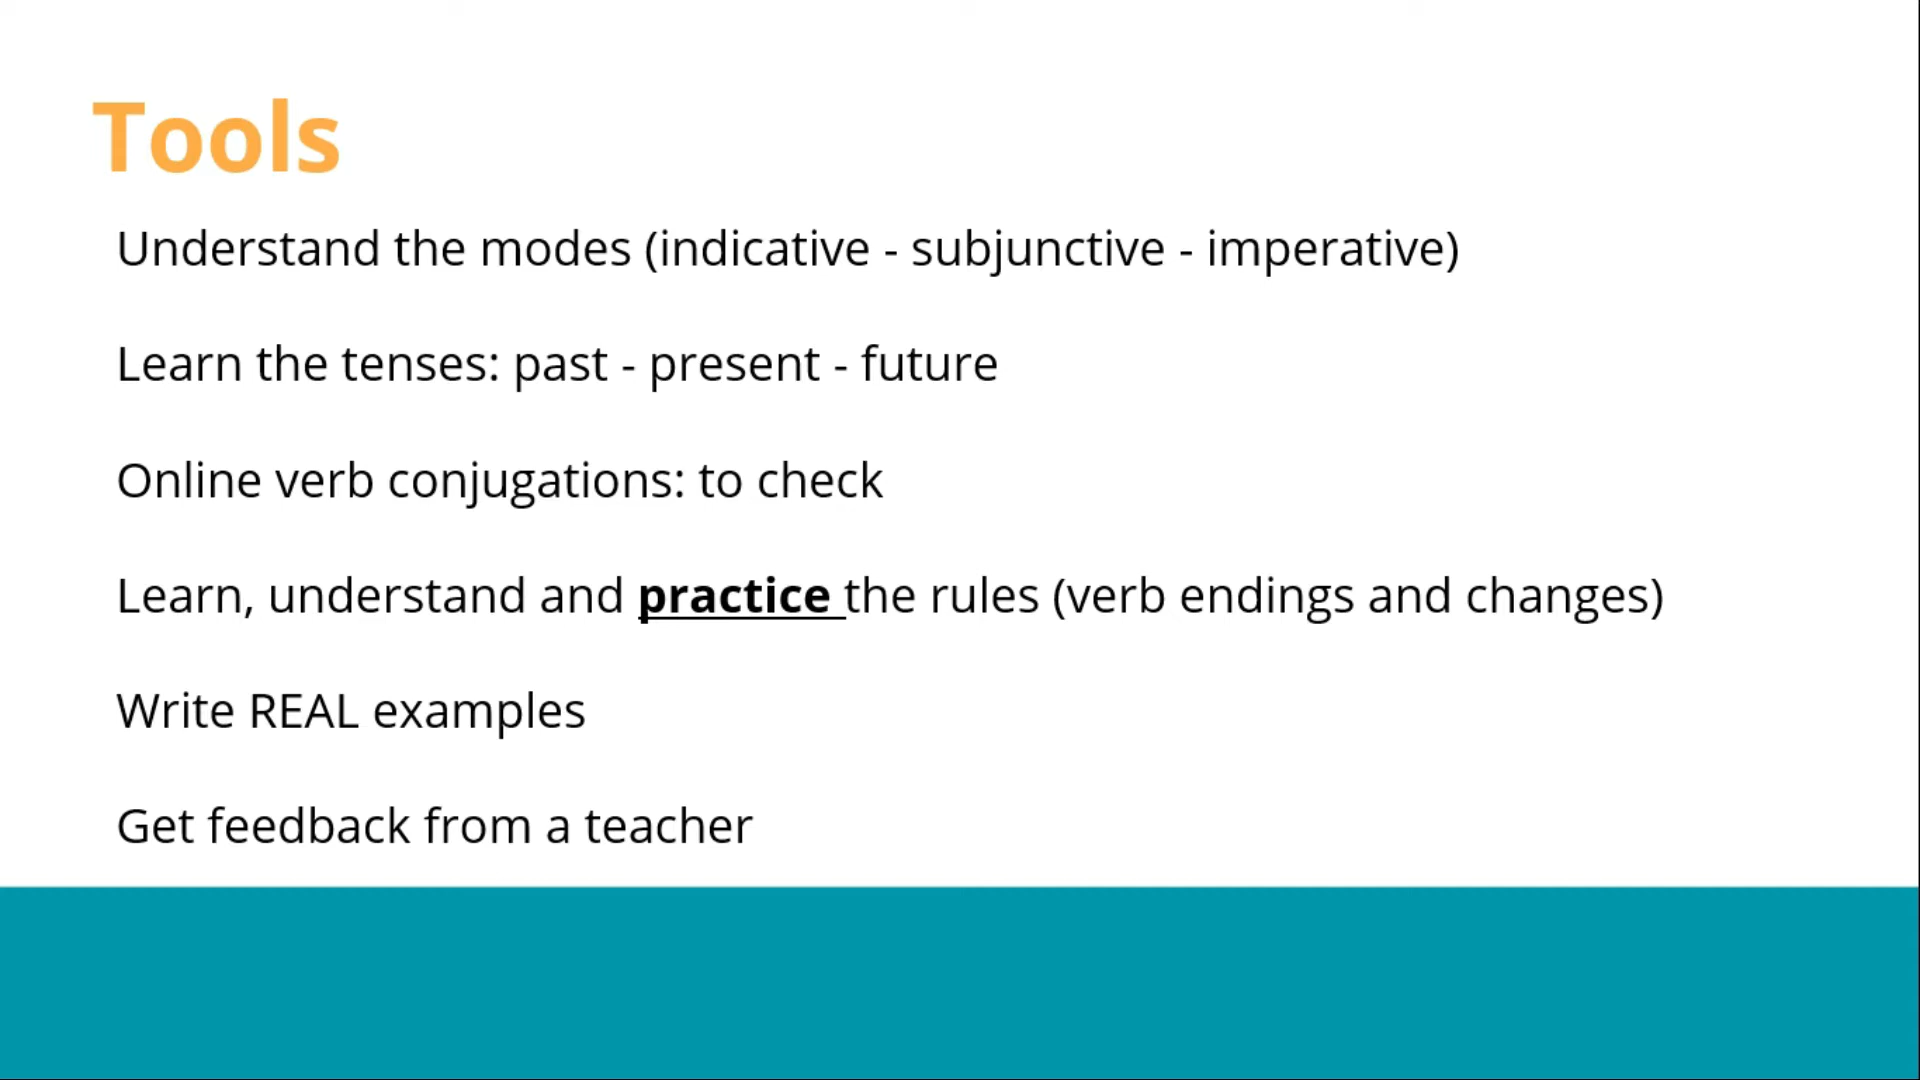 Tools
Understand the modes (indicative - subjunctive - imperative)
Learn the tenses: past - present - future
Online verb conjugations: to check
Learn, understand and practice the rules (verb endings and changes)
Write REAL examples
Get feedback from a teacher